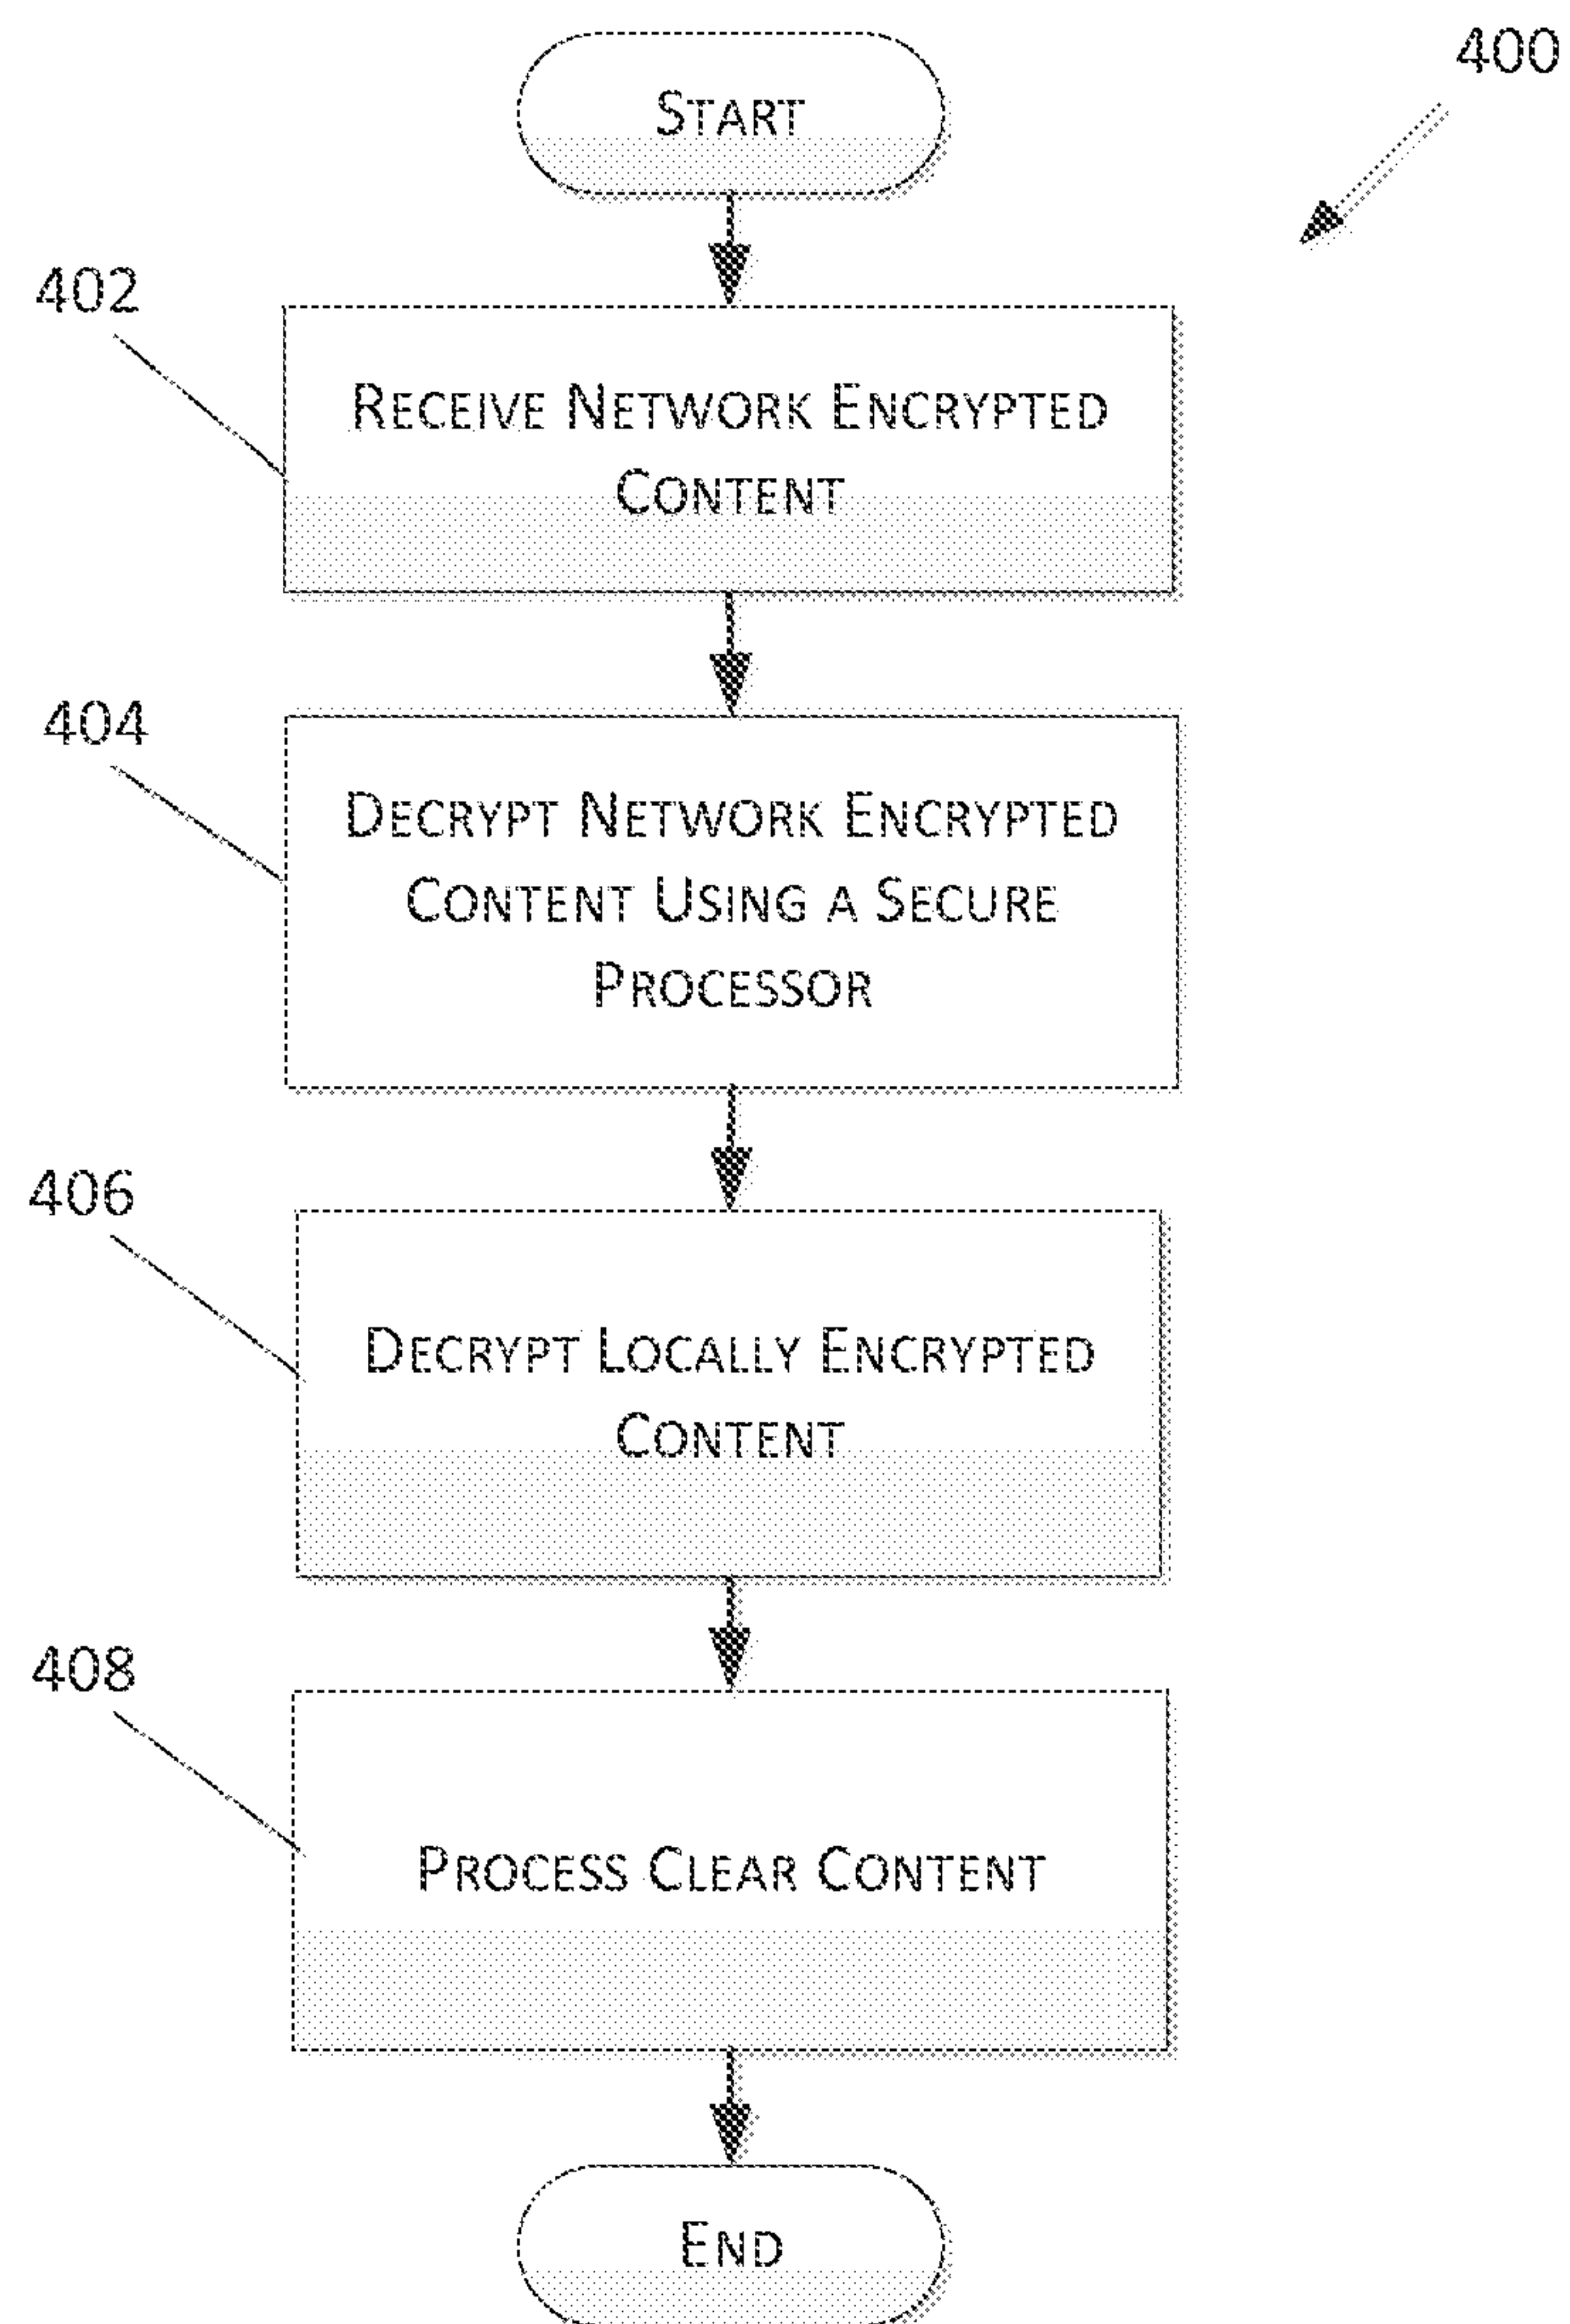 START
400
402
RECEIVE NETWORK ENCRYPTED
CONTENT
404
DECRYPT NETWORK ENCRYPTED
CONTENT USING A SECURE
PROCESSOR
406
DECRYPT LOCALLY ENCRYPTED
CONTENT
408
PROCESS CLEAR CONTENT
END